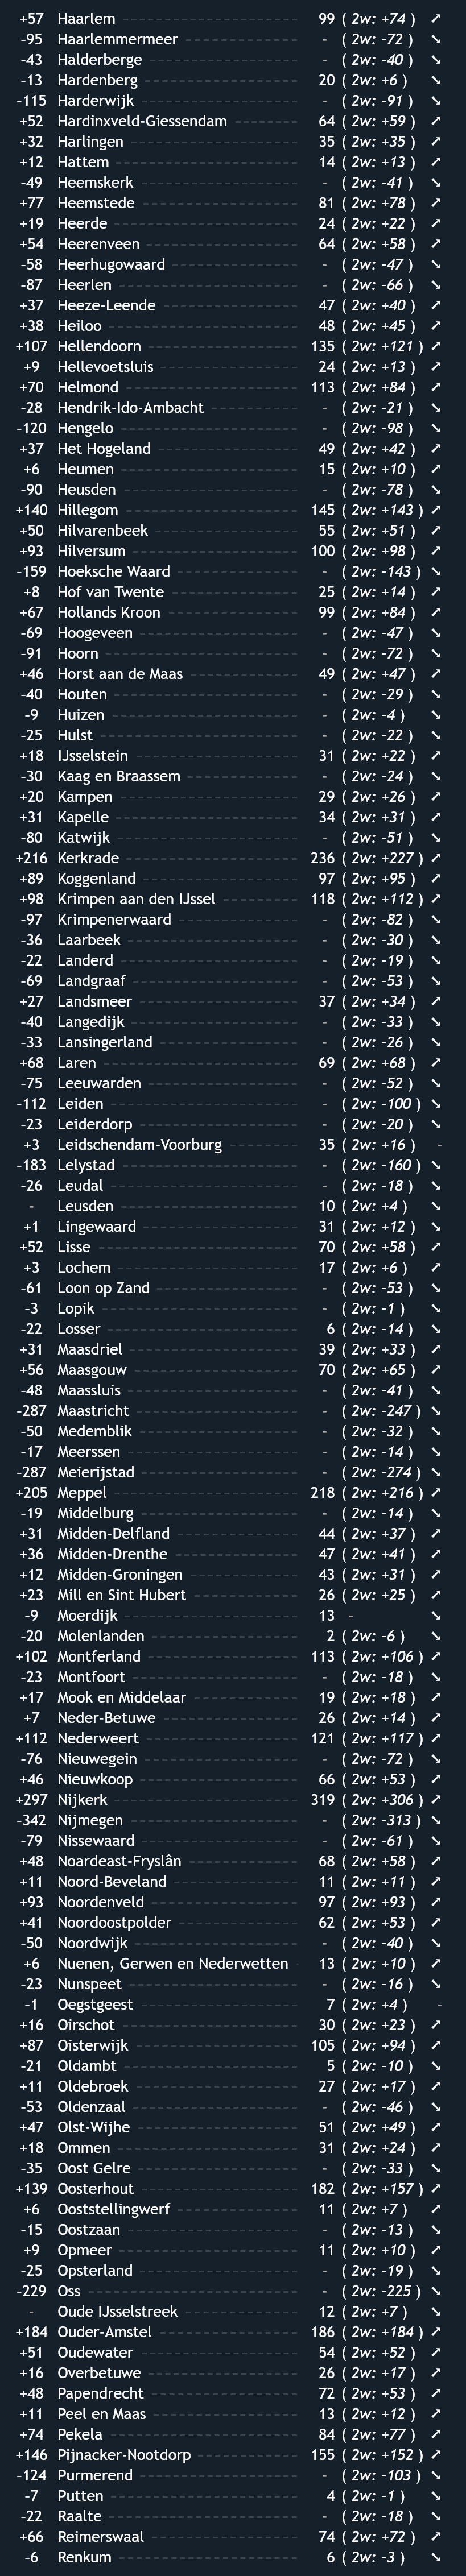 +57 Haarlem 99 ( 2w: +74 ) ↗
-95 Haarlemmermeer - ( 2w: -72 ) ↘
-43 Halderberge - ( 2w: -40 ) ↘
-13 Hardenberg 20 ( 2w: +6 ) ↘
-115 Harderwijk - ( 2w: -91 ) ↘
+52 Hardinxveld-Giessendam 64 ( 2w: +59 ) ↗
+32 Harlingen 35 ( 2w: +35 ) ↗
+12 Hattem 14 ( 2w: +13 ) ↗
-49 Heemskerk - ( 2w: -41 ) ↘
+77 Heemstede 81 ( 2w: +78 ) ↗
+19 Heerde 24 ( 2w: +22 ) ↗
+54 Heerenveen 64 ( 2w: +58 ) ↗
-58 Heerhugowaard - ( 2w: -47 ) ↘
-87 Heerlen - ( 2w: -66 ) ↘
+37 Heeze-Leende 47 ( 2w: +40 ) ↗
+38 Heiloo 48 ( 2w: +45 ) ↗
+107 Hellendoorn 135 ( 2w: +121 ) ↗
+9 Hellevoetsluis 24 ( 2w: +13 ) ↗
+70 Helmond 113 ( 2w: +84 ) ↗
-28 Hendrik-Ido-Ambacht - ( 2w: -21 ) ↘
-120 Hengelo - ( 2w: -98 ) ↘
+37 Het Hogeland 49 ( 2w: +42 ) ↗
+6 Heumen 15 ( 2w: +10 ) ↗
-90 Heusden - ( 2w: -78 ) ↘
+140 Hillegom 145 ( 2w: +143 ) ↗
+50 Hilvarenbeek 55 ( 2w: +51 ) ↗
+93 Hilversum 100 ( 2w: +98 ) ↗
-159 Hoeksche Waard - ( 2w: -143 ) ↘
+8 Hof van Twente 25 ( 2w: +14 ) ↗
+67 Hollands Kroon 99 ( 2w: +84 ) ↗
-69 Hoogeveen - ( 2w: -47 ) ↘
-91 Hoorn - ( 2w: -72 ) ↘
+46 Horst aan de Maas 49 ( 2w: +47 ) ↗
-40 Houten - ( 2w: -29 ) ↘
-9 Huizen - ( 2w: -4 ) ↘
-25 Hulst - ( 2w: -22 ) ↘
+18 IJsselstein 31 ( 2w: +22 ) ↗
-30 Kaag en Braassem - ( 2w: -24 ) ↘
+20 Kampen 29 ( 2w: +26 ) ↗
+31 Kapelle 34 ( 2w: +31 ) ↗
-80 Katwijk - ( 2w: -51 ) ↘
+216 Kerkrade 236 ( 2w: +227 ) ↗
+89 Koggenland 97 ( 2w: +95 ) ↗
+98 Krimpen aan den IJssel 118 ( 2w: +112 ) ↗
-97 Krimpenerwaard - ( 2w: -82 ) ↘
-36 Laarbeek - ( 2w: -30 ) ↘
-22 Landerd - ( 2w: -19 ) ↘
-69 Landgraaf - ( 2w: -53 ) ↘
+27 Landsmeer 37 ( 2w: +34 ) ↗
-40 Langedijk - ( 2w: -33 ) ↘
-33 Lansingerland - ( 2w: -26 ) ↘
+68 Laren 69 ( 2w: +68 ) ↗
-75 Leeuwarden - ( 2w: -52 ) ↘
-112 Leiden - ( 2w: -100 ) ↘
-23 Leiderdorp - ( 2w: -20 ) ↘
+3 Leidschendam-Voorburg 35 ( 2w: +16 ) -
-183 Lelystad - ( 2w: -160 ) ↘
-26 Leudal - ( 2w: -18 ) ↘
- Leusden 10 ( 2w: +4 ) ↘
+1 Lingewaard 31 ( 2w: +12 ) ↘
+52 Lisse 70 ( 2w: +58 ) ↗
+3 Lochem 17 ( 2w: +6 ) ↗
-61 Loon op Zand - ( 2w: -53 ) ↘
-3 Lopik - ( 2w: -1 ) ↘
-22 Losser 6 ( 2w: -14 ) ↘
+31 Maasdriel 39 ( 2w: +33 ) ↗
+56 Maasgouw 70 ( 2w: +65 ) ↗
-48 Maassluis - ( 2w: -41 ) ↘
-287 Maastricht - ( 2w: -247 ) ↘
-50 Medemblik - ( 2w: -32 ) ↘
-17 Meerssen - ( 2w: -14 ) ↘
-287 Meierijstad - ( 2w: -274 ) ↘
+205 Meppel 218 ( 2w: +216 ) ↗
-19 Middelburg - ( 2w: -14 ) ↘
+31 Midden-Delfland 44 ( 2w: +37 ) ↗
+36 Midden-Drenthe 47 ( 2w: +41 ) ↗
+12 Midden-Groningen 43 ( 2w: +31 ) ↗
+23 Mill en Sint Hubert 26 ( 2w: +25 ) ↗
-9 Moerdijk 13 - ↘
-20 Molenlanden 2 ( 2w: -6 ) ↘
+102 Montferland 113 ( 2w: +106 ) ↗
-23 Montfoort - ( 2w: -18 ) ↘
+17 Mook en Middelaar 19 ( 2w: +18 ) ↗
+7 Neder-Betuwe 26 ( 2w: +14 ) ↗
+112 Nederweert 121 ( 2w: +117 ) ↗
-76 Nieuwegein - ( 2w: -72 ) ↘
+46 Nieuwkoop 66 ( 2w: +53 ) ↗
+297 Nijkerk 319 ( 2w: +306 ) ↗
-342 Nijmegen - ( 2w: -313 ) ↘
-79 Nissewaard - ( 2w: -61 ) ↘
+48 Noardeast-Fryslân 68 ( 2w: +58 ) ↗
+11 Noord-Beveland 11 ( 2w: +11 ) ↗
+93 Noordenveld 97 ( 2w: +93 ) ↗
+41 Noordoostpolder 62 ( 2w: +53 ) ↗
-50 Noordwijk - ( 2w: -40 ) ↘
+6 Nuenen, Gerwen en Nederwetten 13 ( 2w: +10 ) ↗
-23 Nunspeet - ( 2w: -16 ) ↘
-1 Oegstgeest 7 ( 2w: +4 ) -
+16 Oirschot 30 ( 2w: +23 ) ↗
+87 Oisterwijk 105 ( 2w: +94 ) ↗
-21 Oldambt 5 ( 2w: -10 ) ↘
+11 Oldebroek 27 ( 2w: +17 ) ↗
-53 Oldenzaal - ( 2w: -46 ) ↘
+47 Olst-Wijhe 51 ( 2w: +49 ) ↗
+18 Ommen 31 ( 2w: +24 ) ↗
-35 Oost Gelre - ( 2w: -33 ) ↘
+139 Oosterhout 182 ( 2w: +157 ) ↗
+6 Ooststellingwerf 11 ( 2w: +7 ) ↗
-15 Oostzaan - ( 2w: -13 ) ↘
+9 Opmeer 11 ( 2w: +10 ) ↗
-25 Opsterland - ( 2w: -19 ) ↘
-229 Oss - ( 2w: -225 ) ↘
- Oude IJsselstreek 12 ( 2w: +7 ) ↘
+184 Ouder-Amstel 186 ( 2w: +184 ) ↗
+51 Oudewater 54 ( 2w: +52 ) ↗
+16 Overbetuwe 26 ( 2w: +17 ) ↗
+48 Papendrecht 72 ( 2w: +53 ) ↗
+11 Peel en Maas 13 ( 2w: +12 ) ↗
+74 Pekela 84 ( 2w: +77 ) ↗
+146 Pijnacker-Nootdorp 155 ( 2w: +152 ) ↗
-124 Purmerend - ( 2w: -103 ) ↘
-7 Putten 4 ( 2w: -1 ) ↘
-22 Raalte - ( 2w: -18 ) ↘
+66 Reimerswaal 74 ( 2w: +72 ) ↗
-6 Renkum 6 ( 2w: -3 ) ↘